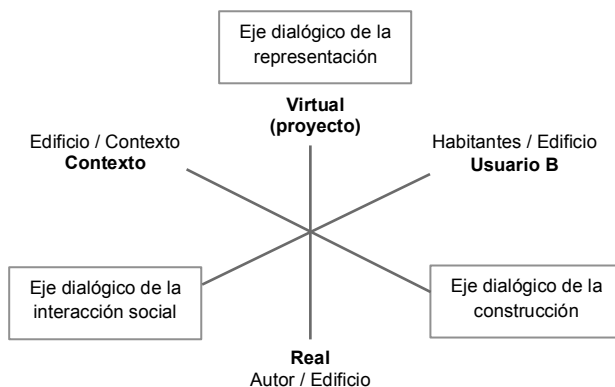 Eje dialógico de la
representación
Virtual
(proyecto)
Edificio / Contexto
Contexto
Habitantes / Edificio
Usuario B
Eje dialógico de la
interacción social
Eje dialógico de la
construcción
Real
Autor / Edificio